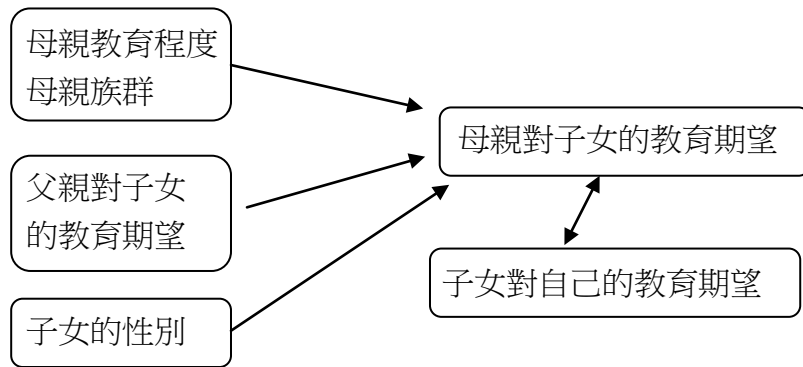 母親教育程度
母親族群
母親對子女的教育期望
父親對子女
的教育期望
子女對自己的教育期望
子女的性別